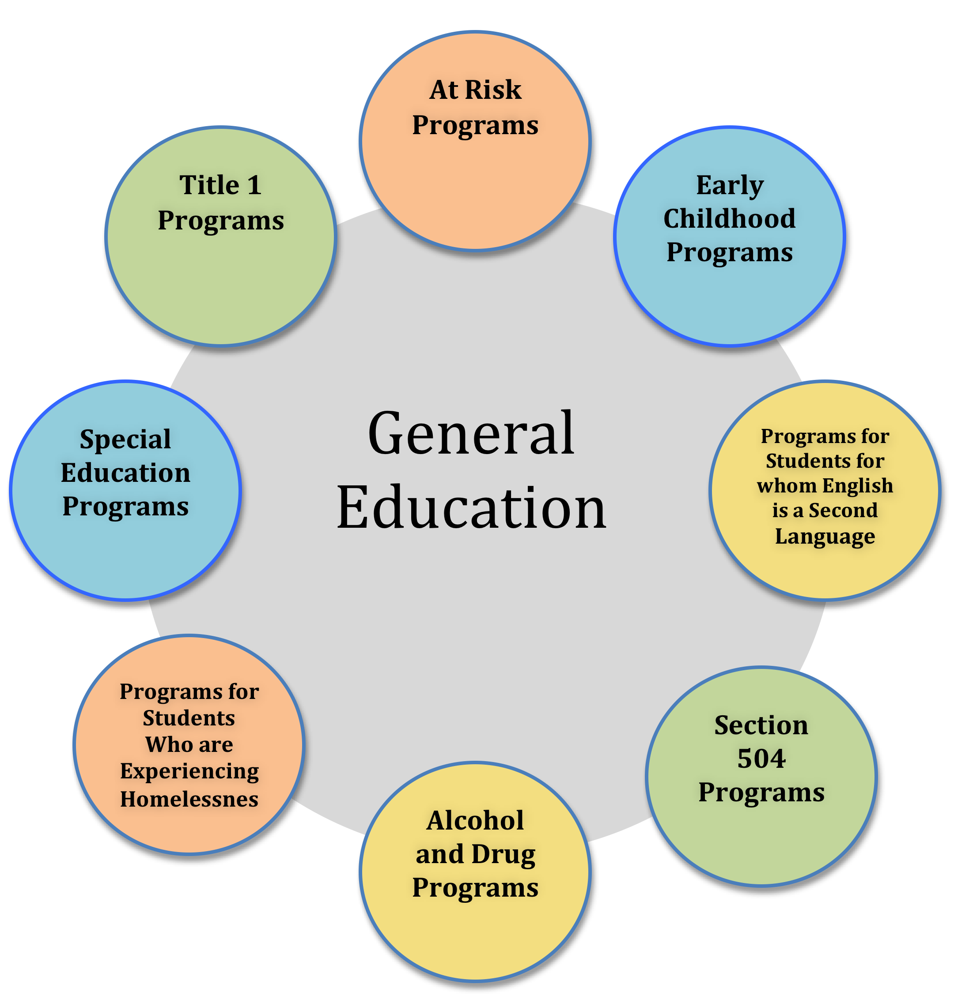 At Risk
Programs
Early
Childhood
Programs
Programs for
Students for
whom English
is a Second
Language
Section
504
Programs
Alcohol
and Drug
Programs
Programs for
Students
Who are
Experiencing
Homelessnes
Special
Education
Programs
Title 1
Programs
General
Education